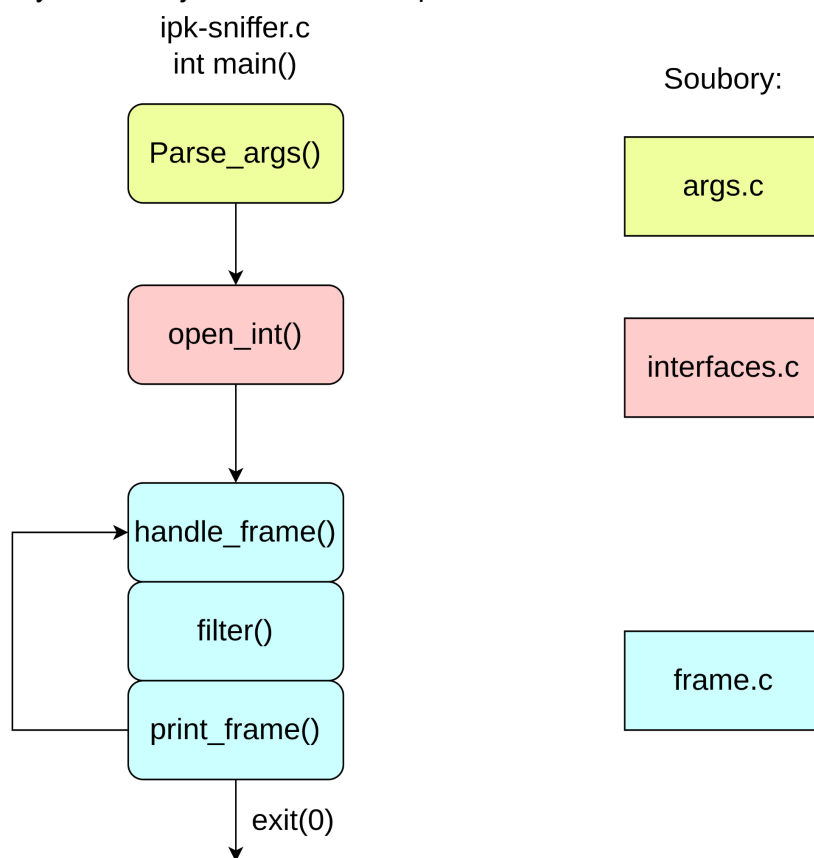 ipk-sniffer.c
int main()
Soubory:
Parse_args()
args.c
open_int()
interfaces.c
handle_frame()
filter()
frame.c
print_frame()
exit(0)